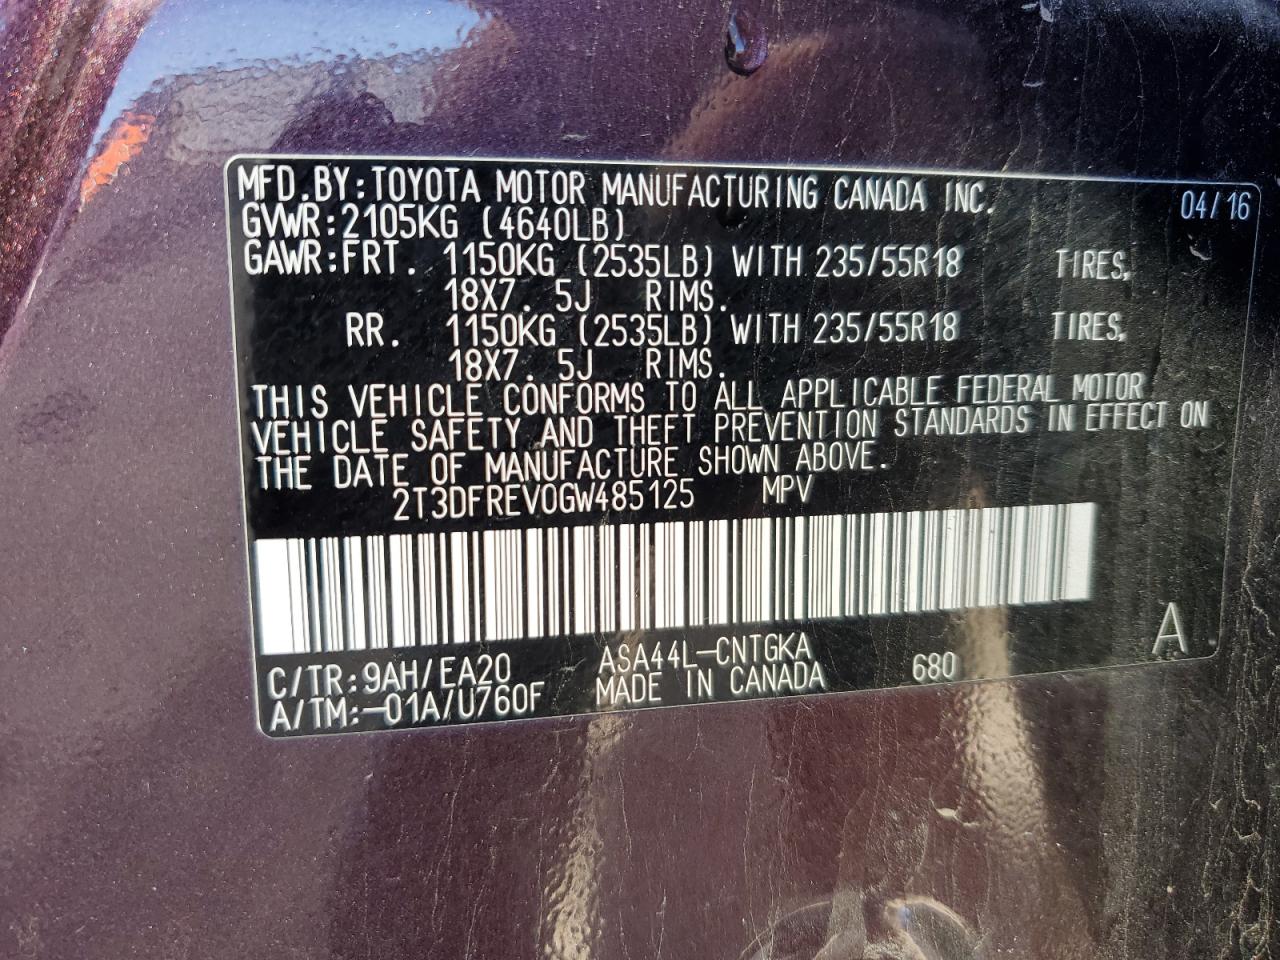 MFD.BY:TOYOTA MOTOR MANUFACTURING CANADA INC. 04/16
GVWR:2105KG (4640LB)
GAWR:FRT. 1150KG (2535LB) WITH 235/55R18 TIRES,
18X7. 5J RIMS.
RR. 1150KG (2535LB) WITH 235/55R18 TIRES,
18X7. 5J RIMS.
THIS VEHICLE CONFORMS TO ALL APPLICABLE FEDERAL MOTOR
VEHICLE SAFETY AND THEFT PREVENTION STANDARDS IN EFFECT ON
THE DATE OF MANUFACTURE SHOWN ABOVE.
2T3DFREV0GW485125 MPV
C/TR:9AH/EA20 ASA44L-CNTGKA 680 A
A/TM:-01A/U760F MADE IN CANADA